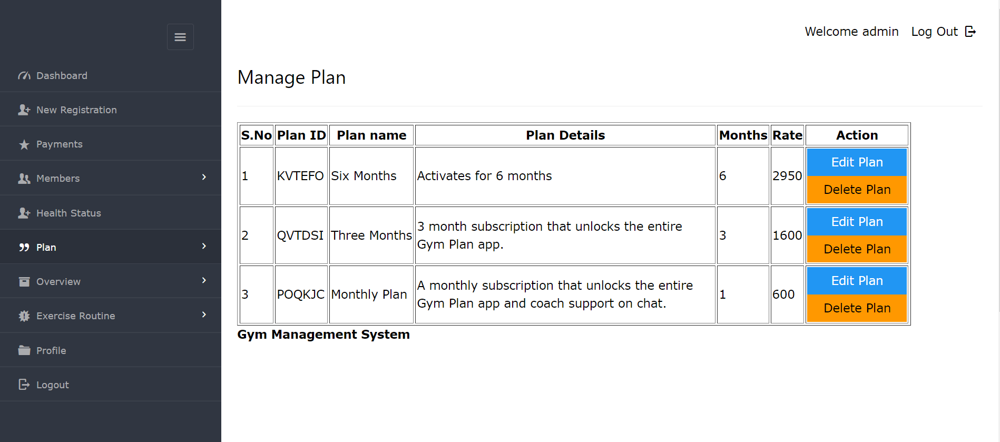 Welcome admin Log Out
Dashboard
New Registration
Payments
Members
Health Status
Plan
Overview
Exercise Routine
Profile
Logout
Manage Plan
S.No Plan ID Plan name Plan Details Months Rate Action
1 KVTEFO Six Months Activates for 6 months 6 2950 Edit Plan
Delete Plan
2 QVTDSI Three Months 3 month subscription that unlocks the entire
Gym Plan app. 3 1600 Edit Plan
Delete Plan
3 POQKJC Monthly Plan A monthly subscription that unlocks the entire
Gym Plan app and coach support on chat. 1 600 Edit Plan
Delete Plan
Gym Management System